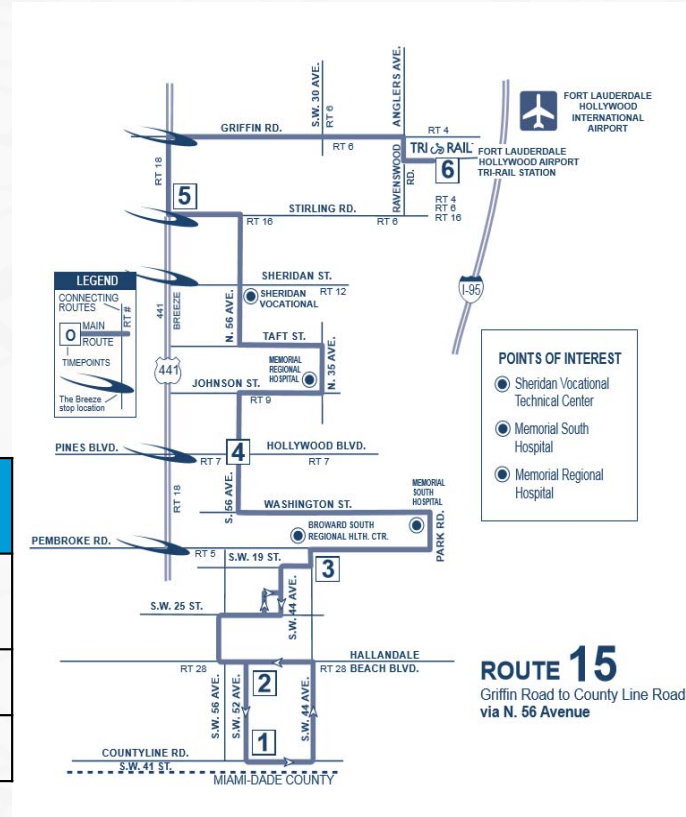 S.W. 30 AVE.
RT 6
ANGLERS AVE.
FORT LAUDERDALE
HOLLYWOOD
INTERNATIONAL
AIRPORT
GRIFFIN RD.
RT 6
RT 4
TRI RAIL
FORT LAUDERDALE
HOLLYWOOD AIRPORT
TRI-RAIL STATION
6
RAVENSWOOD
RD.
RT 18
5
RT 4
RT 6
RT 16
STIRLING RD.
RT 16
RT 6
LEGEND
CONNECTING
ROUTES
RT #
O
MAIN
ROUTE
TIMEPOINTS
The Breeze
stop location
441
BREEZE
SHERIDAN ST.
RT 12
SHERIDAN
VOCATIONAL
I-95
N. 56 AVE.
TAFT ST.
MEMORIAL
REGIONAL
HOSPITAL
N. 35 AVE.
441
JOHNSON ST.
RT 9
POINTS OF INTEREST
Sheridan Vocational
Technical Center
Memorial South
Hospital
Memorial Regional
Hospital
PINES BLVD.
RT 7
4
HOLLYWOOD BLVD.
RT 7
RT 18
S. 56 AVE.
WASHINGTON ST.
MEMORIAL
SOUTH
HOSPITAL
BROWARD SOUTH
REGIONAL HLTH. CTR.
PARK RD.
PEMBROKE RD.
RT 5
S.W. 19 ST.
3
S.W. 25 ST.
S.W. 44 AVE.
HALLANDALE
RT 28
RT 28 BEACH BLVD.
2
S.W. 56 AVE.
S.W. 52 AVE.
S.W. 44 AVE.
1
COUNTYLINE RD.
S.W. 41 ST.
MIAMI-DADE COUNTY
ROUTE 15
Griffin Road to County Line Road
via N. 56 Avenue